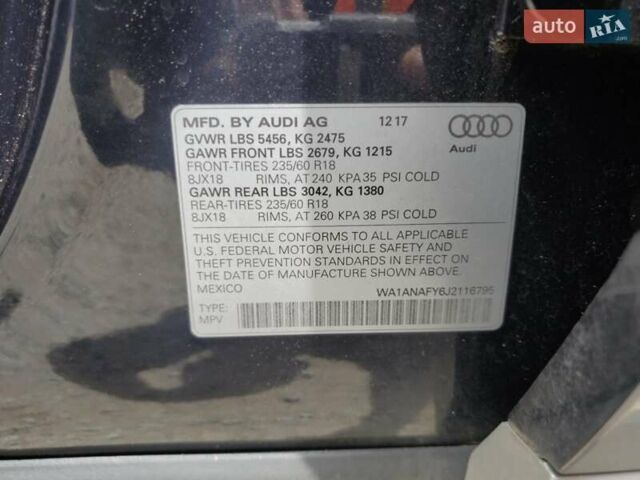 auto RIA.com
MFD. BY AUDI AG 12 17
GVWR LBS 5456, KG 2475
GAWR FRONT LBS 2679, KG 1215
FRONT-TIRES 235/60 R18
8JX18 RIMS, AT 240 KPA 35 PSI COLD
GAWR REAR LBS 3042, KG 1380
REAR-TIRES 235/60 R18
8JX18 RIMS, AT 260 KPA 38 PSI COLD
Audi
THIS VEHICLE CONFORMS TO ALL APPLICABLE
U.S. FEDERAL MOTOR VEHICLE SAFETY AND
THEFT PREVENTION STANDARDS IN EFFECT ON
THE DATE OF MANUFACTURE SHOWN ABOVE.
MEXICO WA1ANAFY6J2116795
TYPE:
MPV